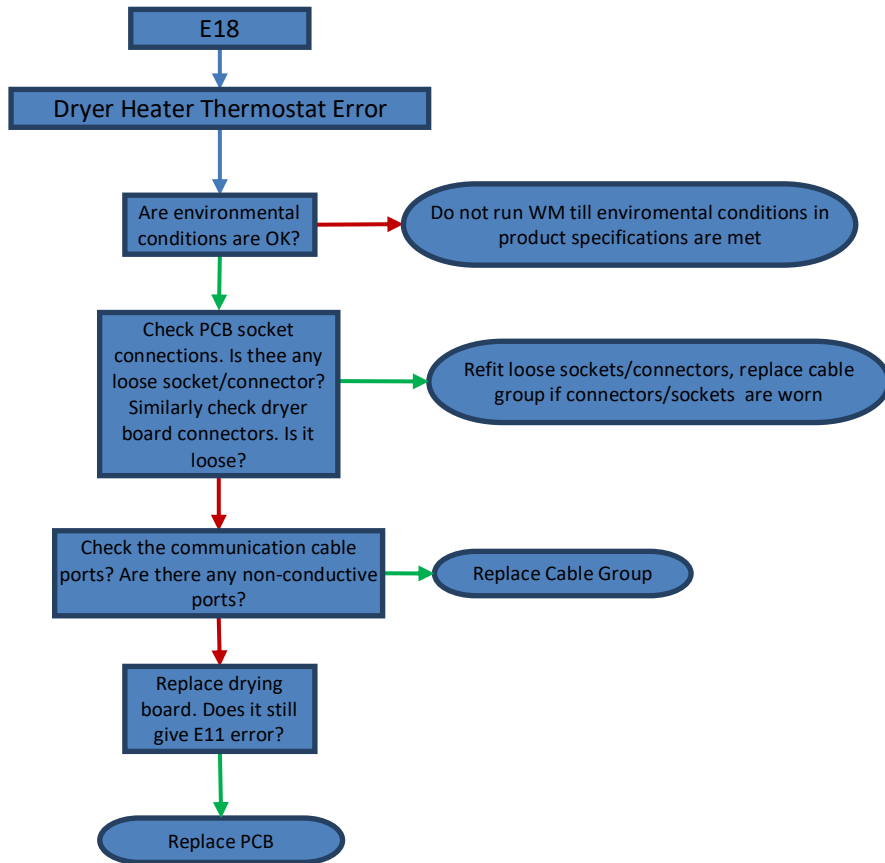 E18
Dryer Heater Thermostat Error
Are environmental
conditions are OK?
Do not run WM till enviromental conditions in
product specifications are met
Check PCB socket
connections. Is thee any
loose socket/connector?
Similarly check dryer
board connectors. Is it
loose?
Refit loose sockets/connectors, replace cable
group if connectors/sockets are worn
Check the communication cable
ports? Are there any non-conductive
ports?
Replace Cable Group
Replace drying
board. Does it still
give E11 error?
Replace PCB